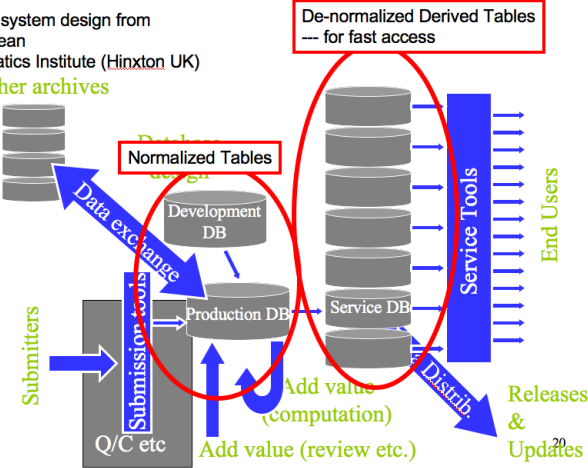 system design from
ean
atics Institute (Hinxton UK)
her archives
De-normalized Derived Tables
--- for fast access
Database
design
Normalized Tables
Data exchange
Development
DB
Production DB
Service DB
Service Tools
End Users
Submitters
Submission tools
Q/C etc
Add value
(computation)
Add value (review etc.)
Distrib.
Releases
&
Updates
20